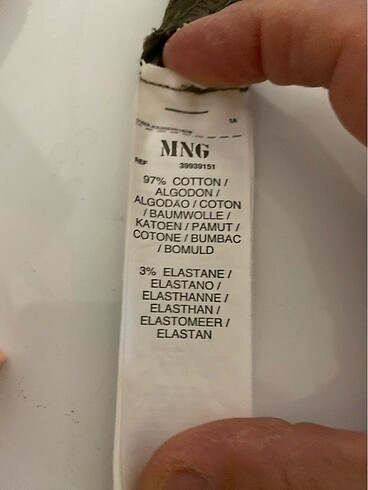 MNG
REF 39939151
97% COTTON /
ALGODON /
ALGODÃO / COTON
/ BAUMWOLLE /
KATOEN / PAMUT /
COTONE / BUMBAC
/ BOMULD
3% ELASTANE /
ELASTANO /
ELASTHANNE /
ELASTHAN /
ELASTOMEER /
ELASTAN